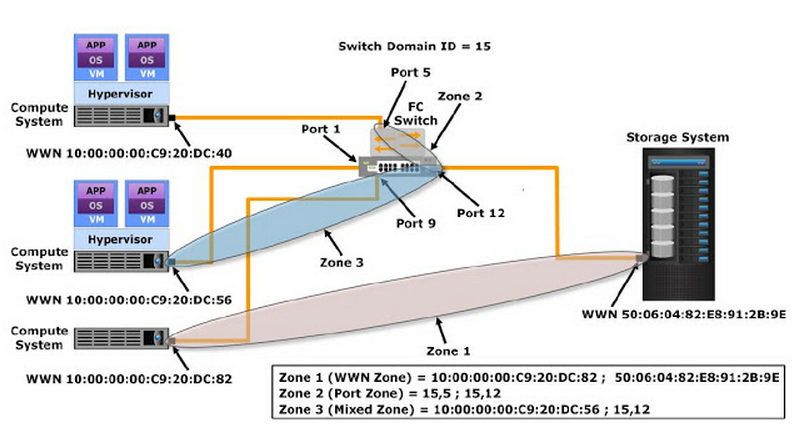 Switch Domain ID = 15
APP APP
OS OS
VM VM
Hypervisor
Compute
System
WWN 10:00:00:00:C9:20:DC:40
Port 5
Zone 2
FC
Switch
Port 1
Storage System
APP APP
OS OS
VM VM
Hypervisor
Compute
System
WWN 10:00:00:00:C9:20:DC:56
Port 9
Port 12
Zone 3
WWN 50:06:04:82:E8:91:2B:9E
Compute
System
WWN 10:00:00:00:C9:20:DC:82
Zone 1
Zone 1 (WWN Zone) = 10:00:00:00:C9:20:DC:82 ; 50:06:04:82:E8:91:2B:9E
Zone 2 (Port Zone) = 15,5 ; 15,12
Zone 3 (Mixed Zone) = 10:00:00:00:C9:20:DC:56 ; 15,12